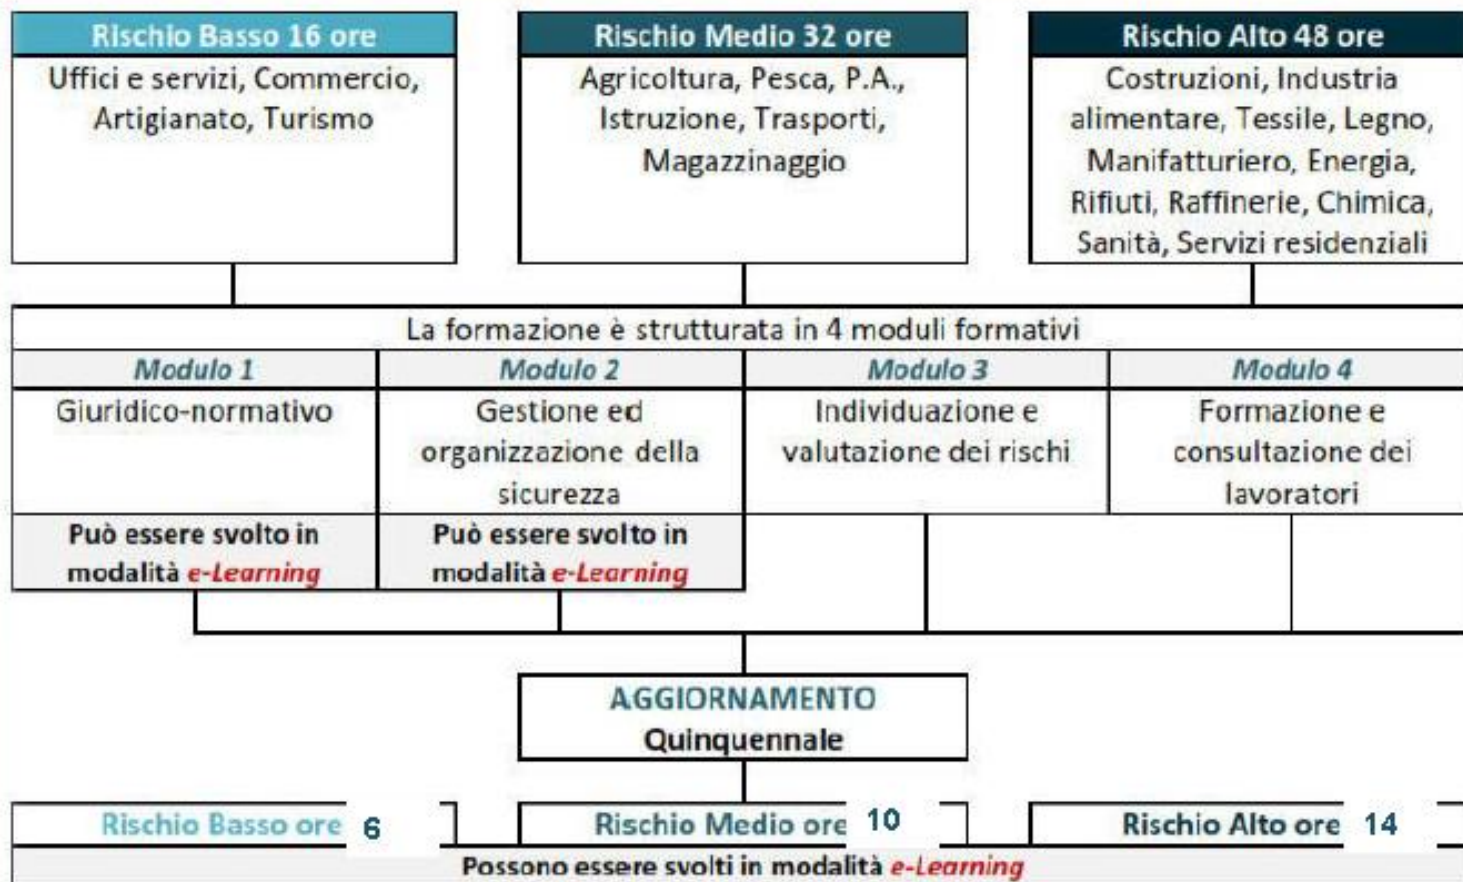 Rischio Basso 16 ore
Uffici e servizi, Commercio,
Artigianato, Turismo
Rischio Medio 32 ore
Agricoltura, Pesca, P.A.,
Istruzione, Trasporti,
Magazzinaggio
Rischio Alto 48 ore
Costruzioni, Industria
alimentare, Tessile, Legno,
Manifatturiero, Energia,
Rifiuti, Raffinerie, Chimica,
Sanità, Servizi residenziali
La formazione è strutturata in 4 moduli formativi
Modulo 1
Giuridico-normativo
Può essere svolto in
modalità e-Learning
Modulo 2
Gestione ed
organizzazione della
sicurezza
Può essere svolto in
modalità e-Learning
Modulo 3
Individuazione e
valutazione dei rischi
Modulo 4
Formazione e
consultazione dei
lavoratori
AGGIORNAMENTO
Quinquennale
Rischio Basso ore 6
Rischio Medio ore 10
Rischio Alto ore 14
Possono essere svolti in modalità e-Learning